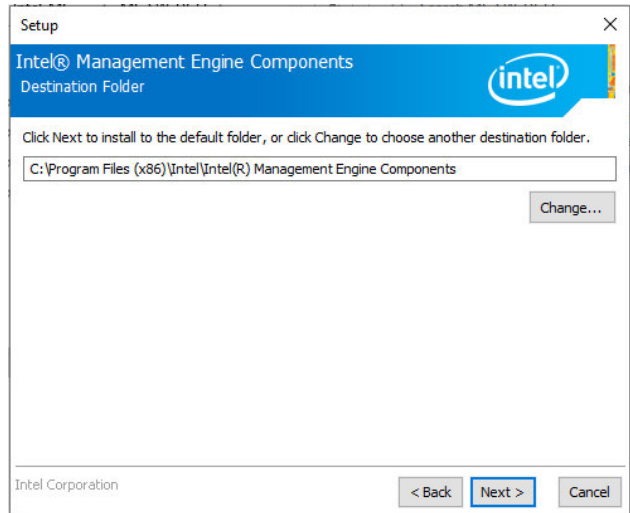 Setup
Intel® Management Engine Components
Destination Folder
intel
Click Next to install to the default folder, or click Change to choose another destination folder.
C:\Program Files (x86)\Intel\Intel(R) Management Engine Components
Change...
Intel Corporation
< Back Next > Cancel